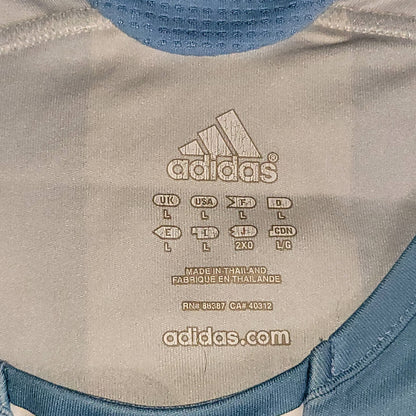 adidas®
UK USA F D
L L L L
E I J CDN
L L 2XO L/G
MADE IN THAILAND
FABRIQUE EN THAILANDE
RN# 88387 CA# 40312
adidas.com